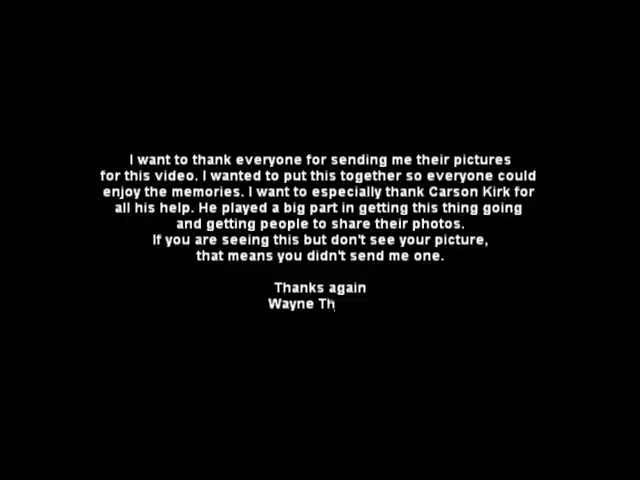 I want to thank everyone for sending me their pictures
for this video. I wanted to put this together so everyone could
enjoy the memories. I want to especially thank Carson Kirk for
all his help. He played a big part in getting this thing going
and getting people to share their photos.
If you are seeing this but don't see your picture,
that means you didn't send me one.
Thanks again
Wayne Th